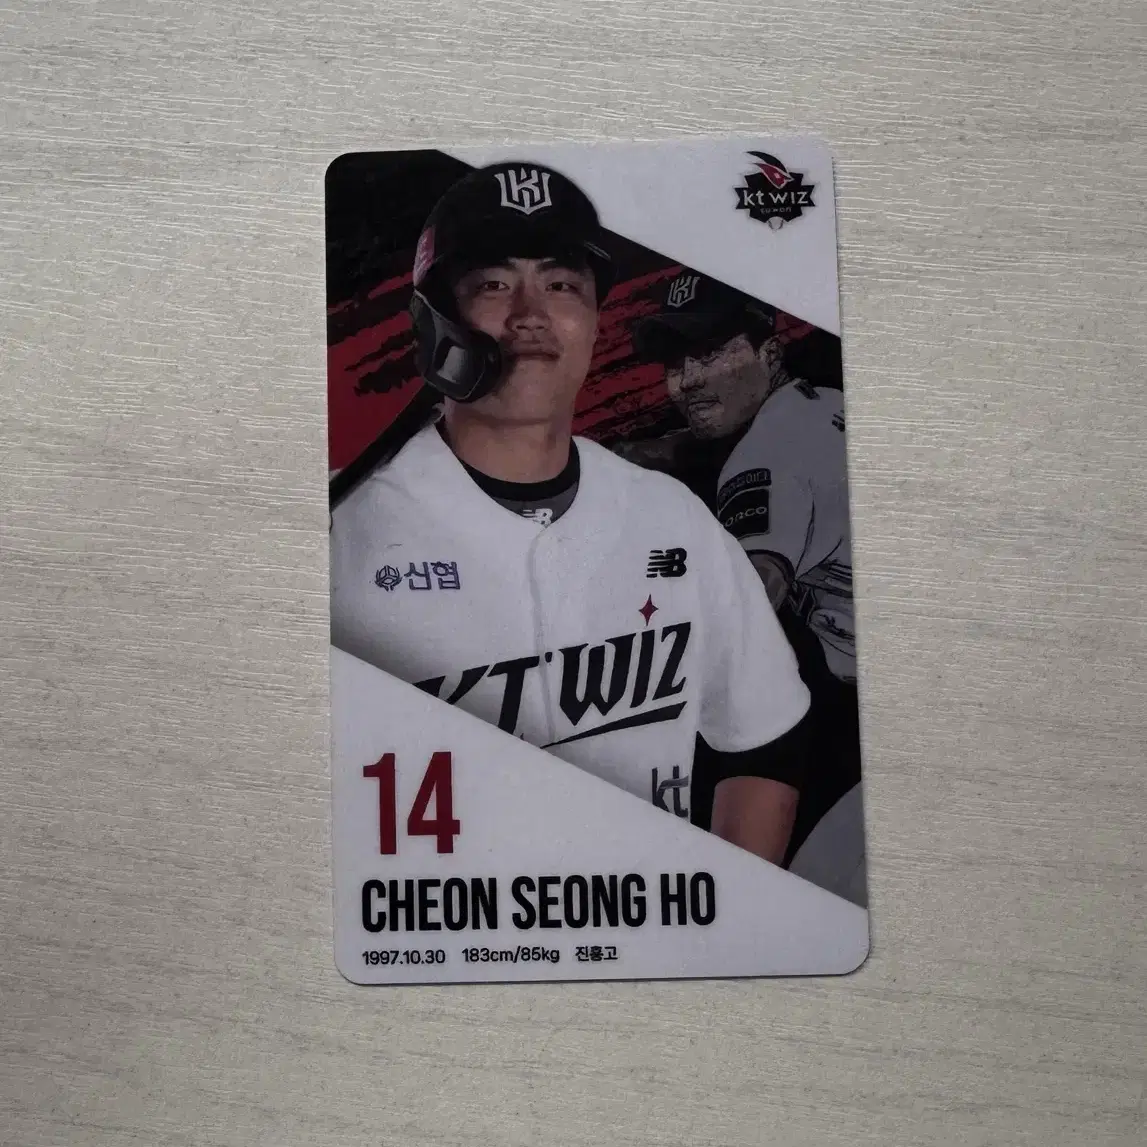 kt wiz
suwon
NB
신협
KT wiz
kt
14
CHEON SEONG HO
1997.10.30 183cm/85kg 진흥고